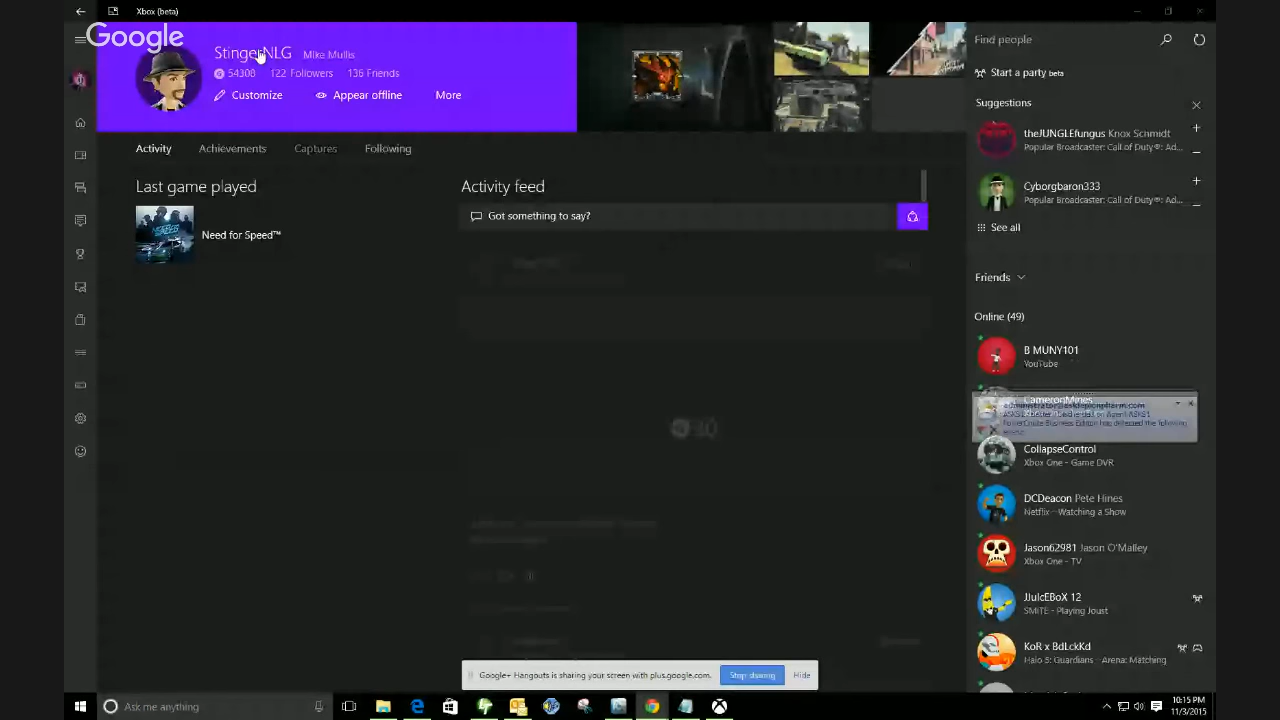 Xbox (beta)
Google
StingerNLG Mike Mullis
54308 122 Followers 136 Friends
Customize Appear offline More
Activity Achievements Captures Following
Last game played
Need for Speed™
Activity feed
Got something to say?
Find people
Start a party beta
Suggestions
theJUNGLEfungus Knox Schmidt
Popular Broadcaster: Call of Duty®: Ad...
Cyborgbaron333
Popular Broadcaster: Call of Duty®: Ad...
See all
Friends
Online (49)
B MUNY101
YouTube
CameronMines
CollapseControl
Xbox One - Game DVR
DCDeacon Pete Hines
Netflix - Watching a Show
Jason62981 Jason O'Malley
Xbox One - TV
JJuIcEBoX 12
SMITE - Playing Joust
KoR x BdLckKd
Halo 5: Guardians - Arena: Matching
Google+ Hangouts is sharing your screen with plus.google.com. Stop sharing Hide
Ask me anything
10:15 PM
11/3/2015